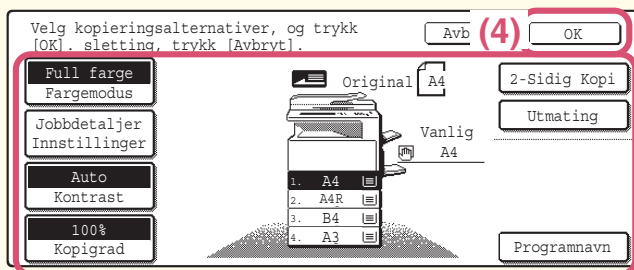 Velg kopieringsalternativer, og trykk
[OK]. sletting, trykk [Avbryt].
Avb
(4)
OK
Full farge
Fargemodus
Original
A4
2-Sidig Kopi
Jobbdetaljer
Innstillinger
Utmating
Vanlig
A4
Auto
Kontrast
1. A4
2. A4R
3. B4
4. A3
100%
Kopigrad
Programnavn